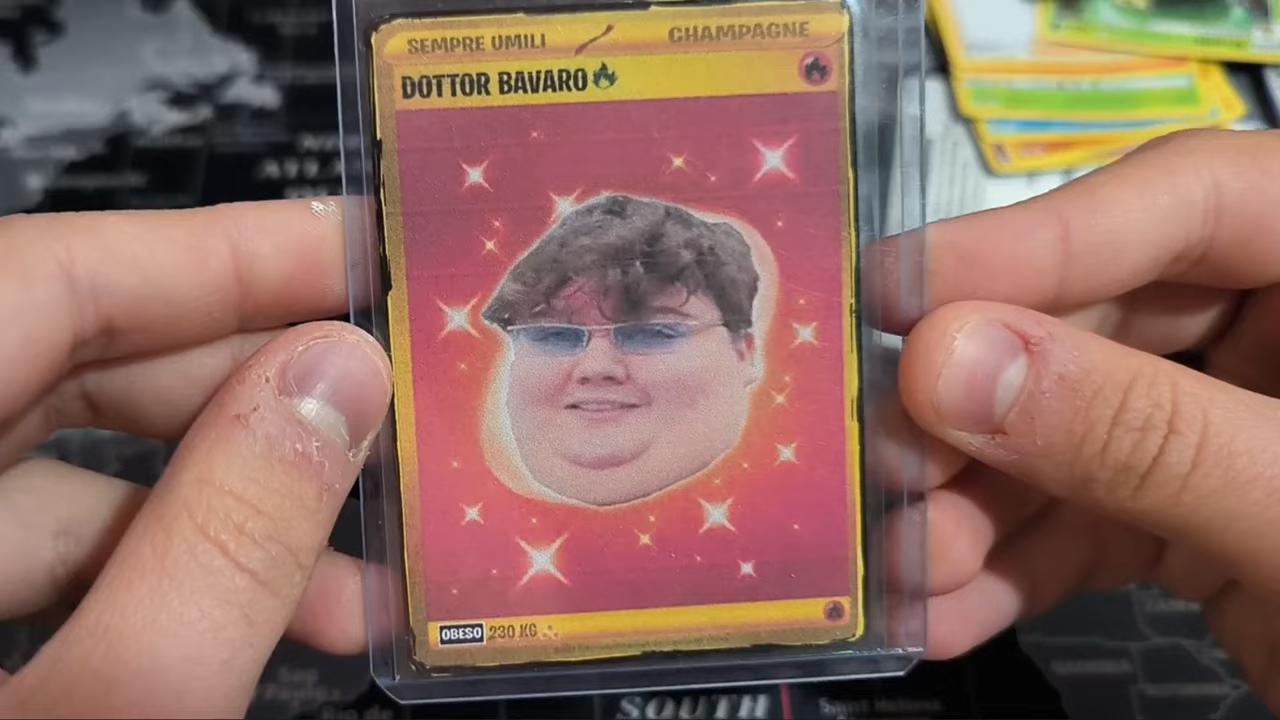 SEMPRE UMILI
CHAMPAGNE
DOTTOR BAVARO
OBESO 230 KG
SOUTH